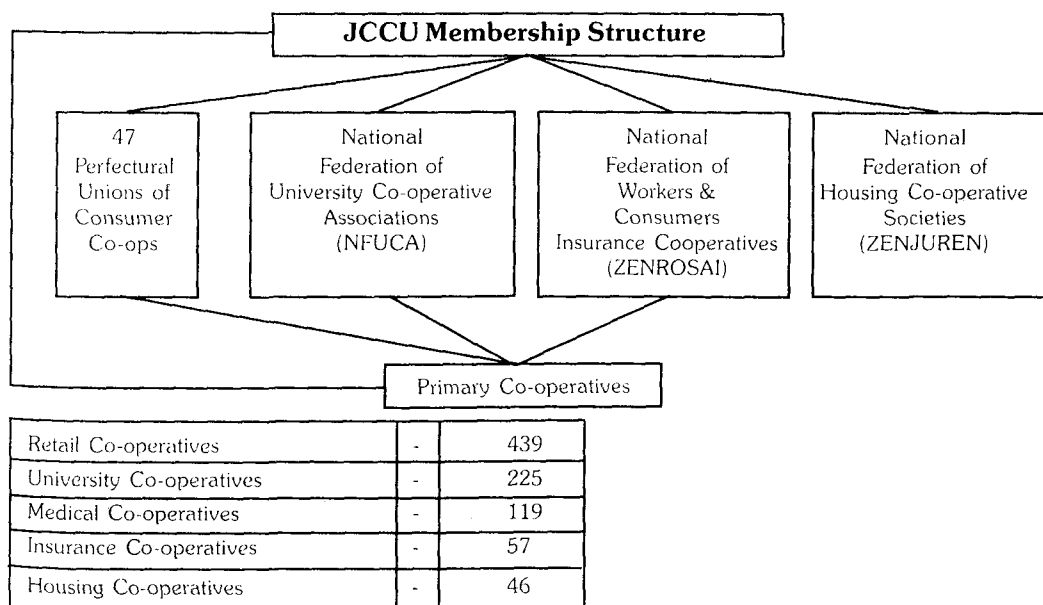 JCCU Membership Structure
47
Perfectural
Unions of
Consumer
Co-ops
National
Federation of
University Co-operative
Associations
(NFUCA)
National
Federation of
Workers &
Consumers
Insurance Cooperatives
(ZENROSAI)
National
Federation of
Housing Co-operative
Societies
(ZENJUREN)
Primary Co-operatives
Retail Co-operatives - 439
University Co-operatives - 225
Medical Co-operatives - 119
Insurance Co-operatives - 57
Housing Co-operatives - 46